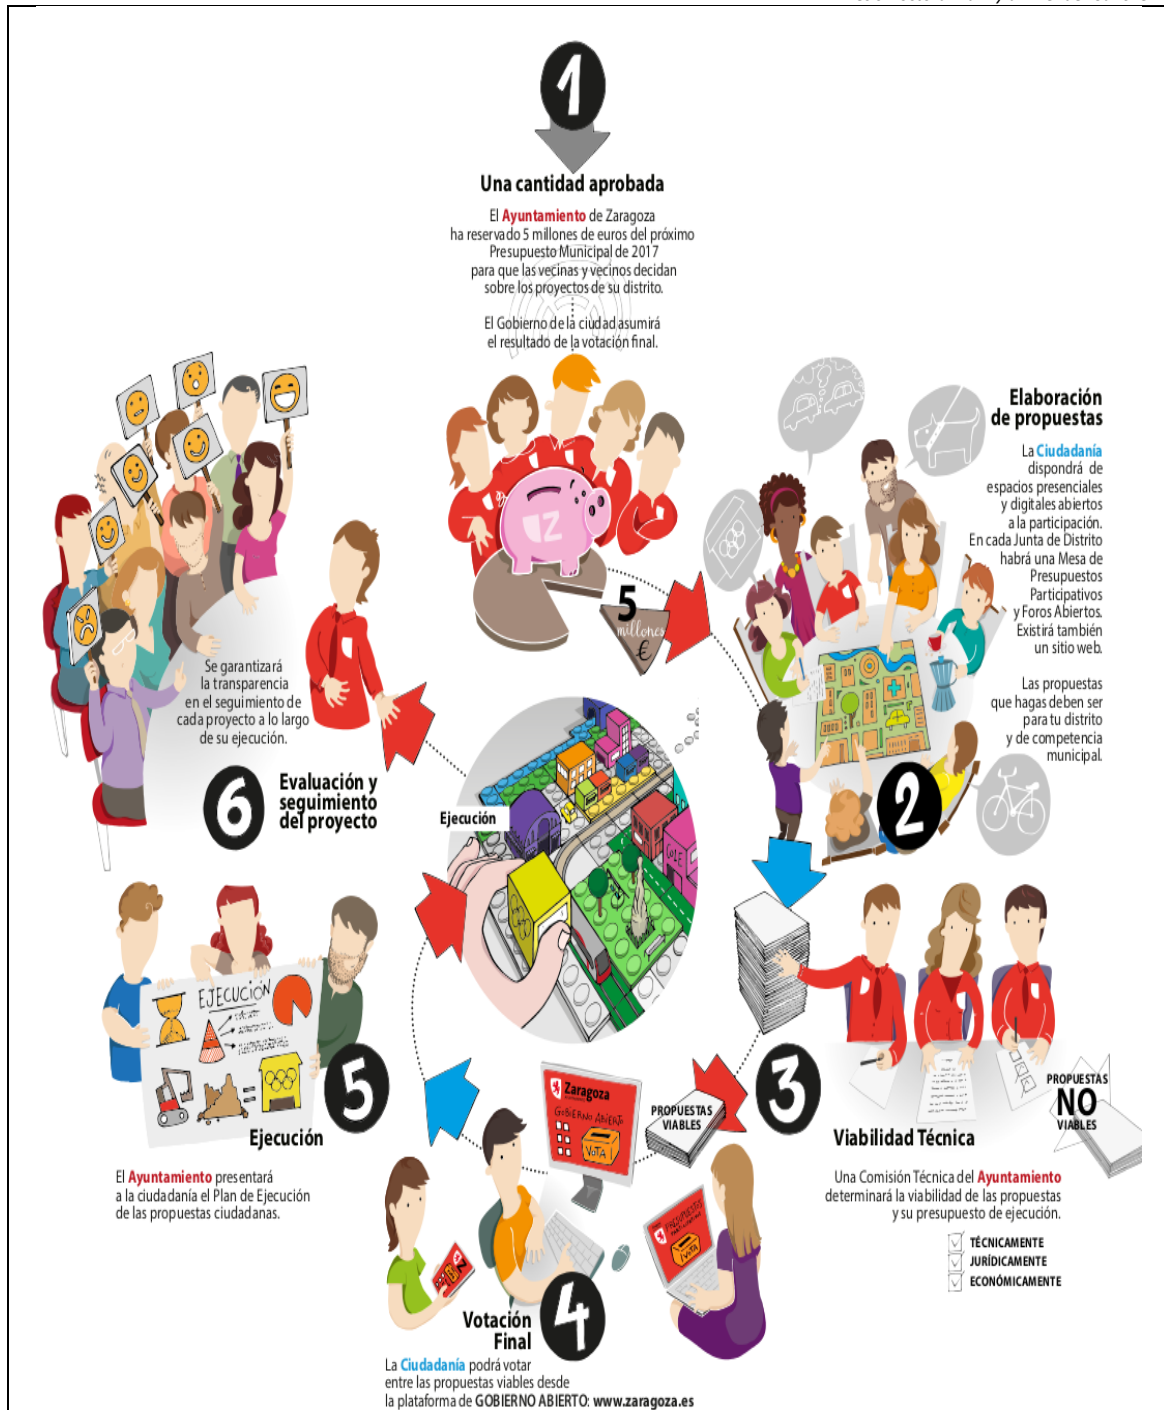 1
Una cantidad aprobada
El Ayuntamiento de Zaragoza
ha reservado 5 millones de euros del próximo
Presupuesto Municipal de 2017
para que las vecinas y vecinos decidan
sobre los proyectos de su distrito.
El Gobierno de la ciudad asumirá
el resultado de la votación final.
Z
5
millones
€
Elaboración
de propuestas
La Ciudadanía
dispondrá de
espacios presenciales
y digitales abiertos
a la participación.
En cada Junta de Distrito
habrá una Mesa de
Presupuestos
Participativos
y Foros Abiertos.
Existirá también
un sitio web.
Las propuestas
que hagas deben ser
para tu distrito
y de competencia
municipal.
2
3
Viabilidad Técnica
Una Comisión Técnica del Ayuntamiento
determinará la viabilidad de las propuestas
y su presupuesto de ejecución.
TÉCNICAMENTE
JURÍDICAMENTE
ECONÓMICAMENTE
PROPUESTAS
NO
VIABLES
PROPUESTAS
VIABLES
Zaragoza
GOBIERNO ABIERTO
VOTA
PRESUPUESTOS
VOTA
4
Votación
Final
La Ciudadanía podrá votar
entre las propuestas viables desde
la plataforma de GOBIERNO ABIERTO: www.zaragoza.es
EJECUCIÓN
=
5
Ejecución
El Ayuntamiento presentará
a la ciudadanía el Plan de Ejecución
de las propuestas ciudadanas.
Ejecución
COLE
Se garantizará
la transparencia
en el seguimiento de
cada proyecto a lo largo
de su ejecución.
6
Evaluación y
seguimiento
del proyecto